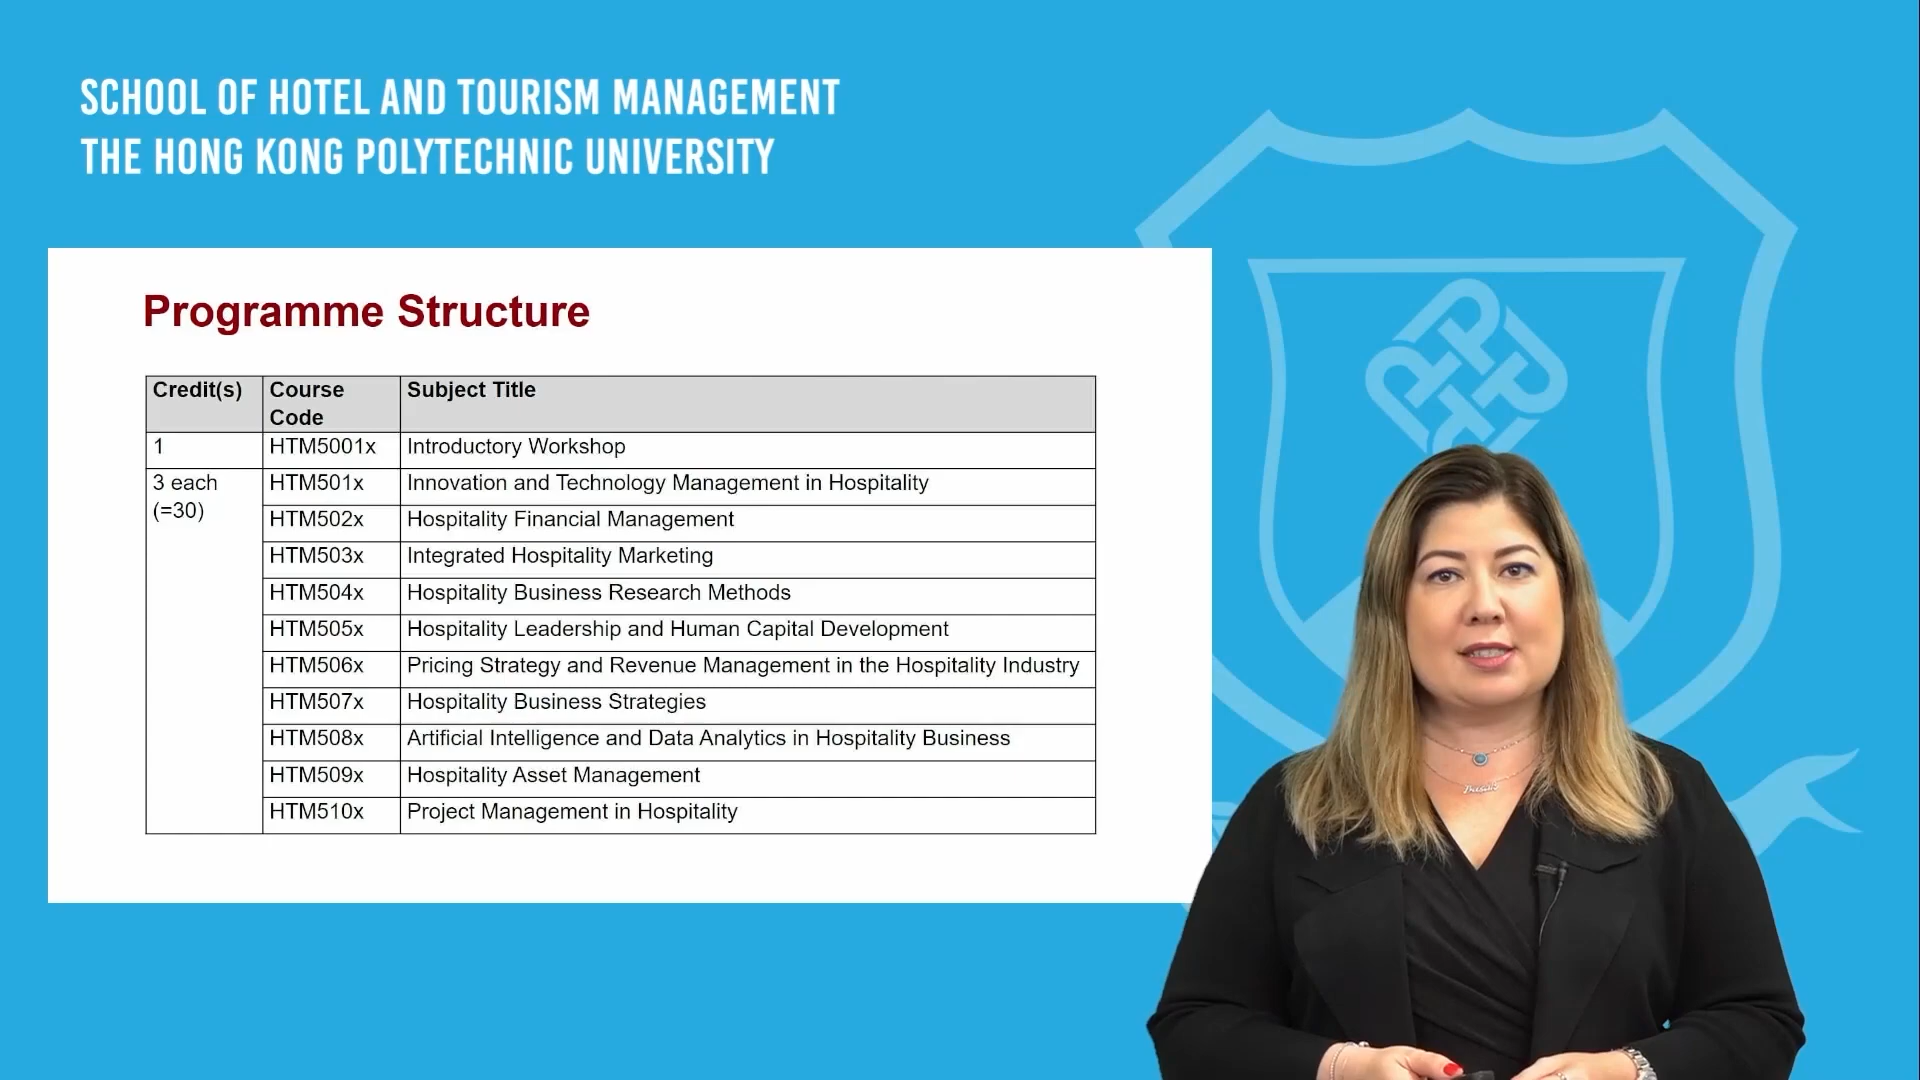 SCHOOL OF HOTEL AND TOURISM MANAGEMENT
THE HONG KONG POLYTECHNIC UNIVERSITY
Programme Structure
Credit(s) Course Code Subject Title
1 HTM5001x Introductory Workshop
3 each (=30) HTM501x Innovation and Technology Management in Hospitality
HTM502x Hospitality Financial Management
HTM503x Integrated Hospitality Marketing
HTM504x Hospitality Business Research Methods
HTM505x Hospitality Leadership and Human Capital Development
HTM506x Pricing Strategy and Revenue Management in the Hospitality Industry
HTM507x Hospitality Business Strategies
HTM508x Artificial Intelligence and Data Analytics in Hospitality Business
HTM509x Hospitality Asset Management
HTM510x Project Management in Hospitality